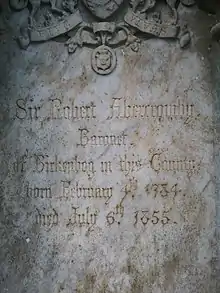 Sir Robert Abercromby.
Baronet.
of Birkenbog in this County.
born February 4th 1784.
died July 6th 1855.